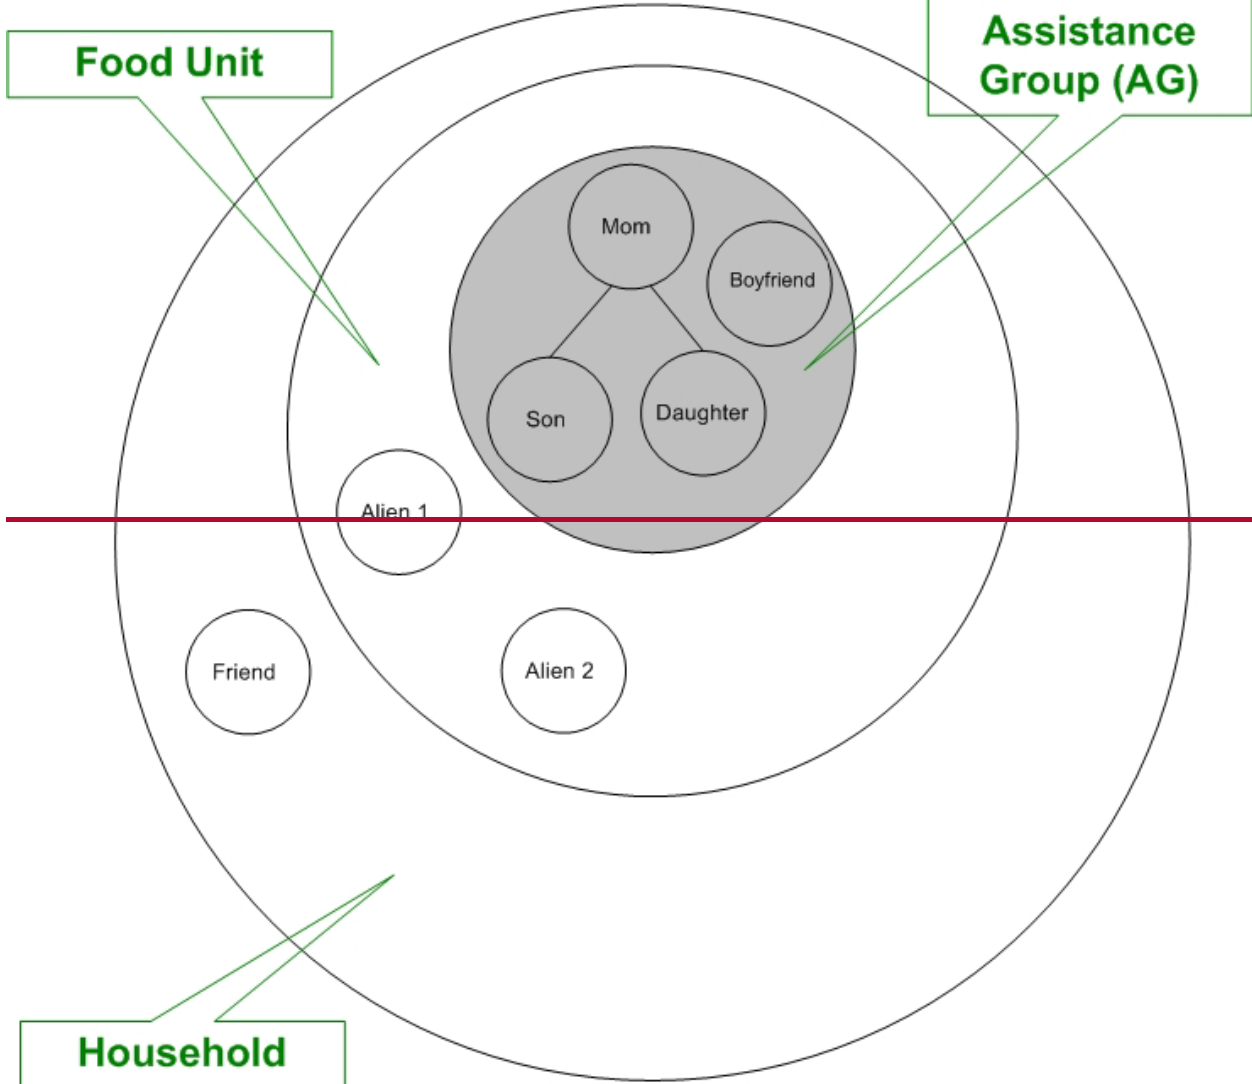 Assistance
Group (AG)
Food Unit
Mom
Boyfriend
Daughter
Son
Alien 1
Friend
Alien 2
Household